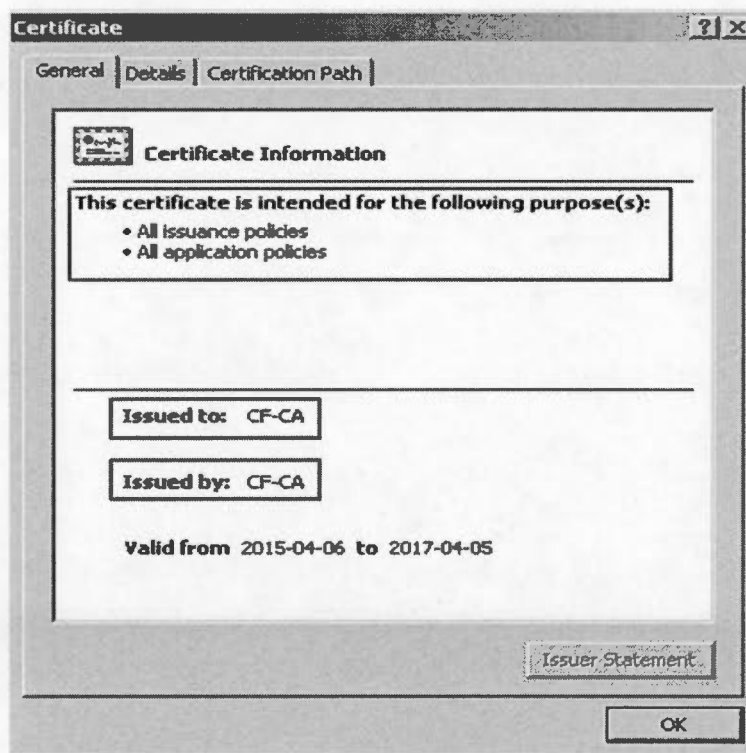 Certificate
? X
General Details Certification Path
Certificate Information
This certificate is intended for the following purpose(s):
• All issuance policies
• All application policies
Issued to: CF-CA
Issued by: CF-CA
Valid from 2015-04-06 to 2017-04-05
Issuer Statement
OK